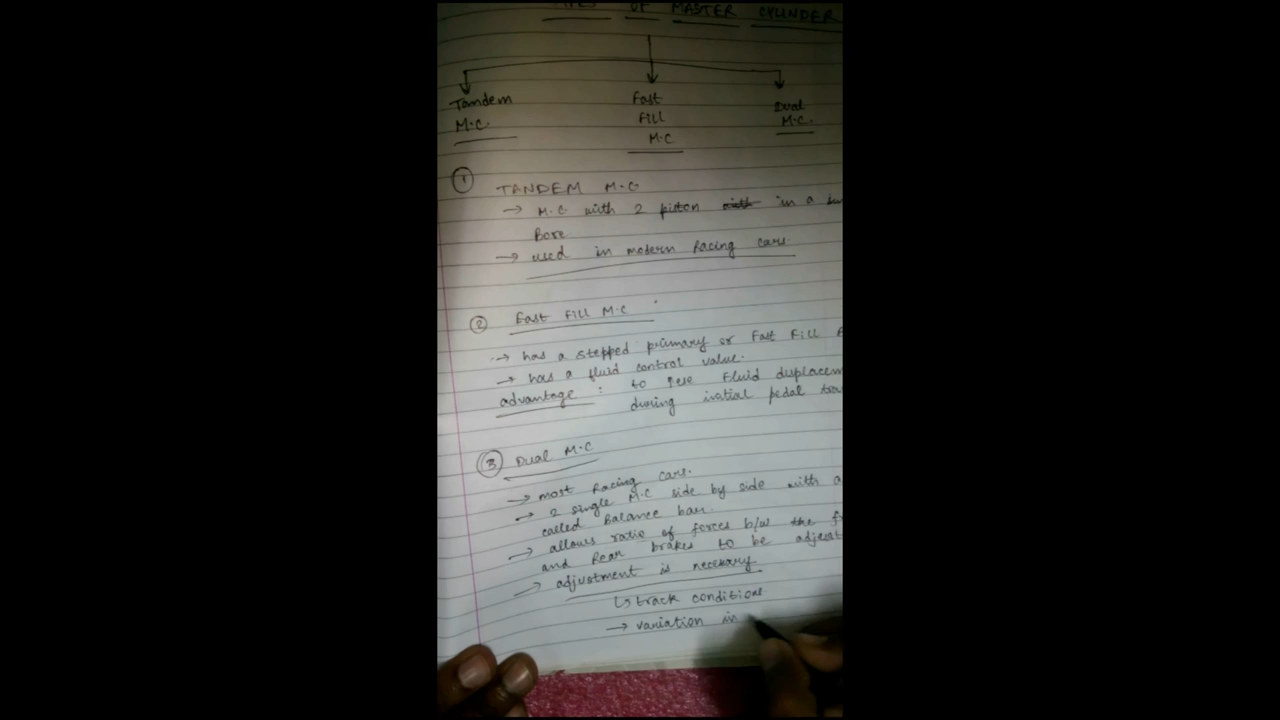 OF MASTER CYLINDER
Tandem M.C.
Fast Fill M.C
Dual M.C.
① TANDEM M.C
→ M.C. with 2 piston in a
Bore
→ used in modern Racing cars.
② Fast Fill M.C
→ has a stepped primary or Fast Fill
→ has a fluid control value.
advantage : to Fluid displacem
during initial pedal
③ Dual M.C
→ most Racing cars.
→ 2 single M.C side by side with a
called Balance bar.
→ allows ratio of forces b/w the
and Rear brakes to be
→ adjustment is necessary
↳ track conditions.
→ variation in